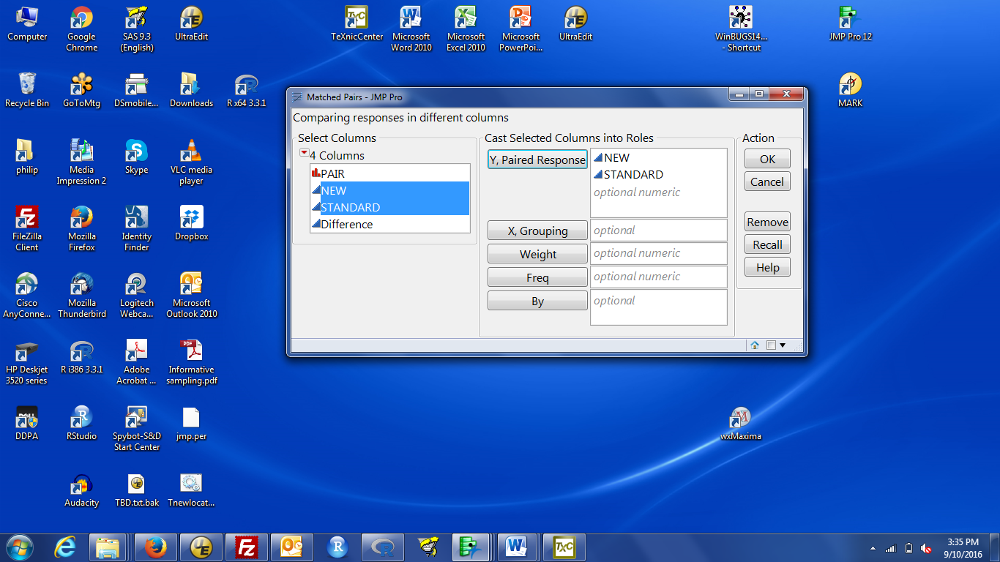 Computer
Google
Chrome
SAS 9.3
(English)
UltraEdit
TeXnicCenter
Microsoft
Word 2010
Microsoft
Excel 2010
Microsoft
PowerPoi...
UltraEdit
WinBUGS14...
- Shortcut
JMP Pro 12
Recycle Bin
GoToMtg
DSmobile...
Downloads
R x64 3.3.1
MARK
philip
Media
Impression 2
Skype
VLC media
player
FileZilla
Client
Mozilla
Firefox
Identity
Finder
Dropbox
Cisco
AnyConne...
Mozilla
Thunderbird
Logitech
Webca...
Microsoft
Outlook 2010
HP Deskjet
3520 series
R i386 3.3.1
Adobe
Acrobat ...
PDF
Informative
sampling.pdf
DELL
DDPA
RStudio
Spybot-S&D
Start Center
jmp.per
wxMaxima
Audacity
TBD.txt.bak
Tnewlocat...
Matched Pairs - JMP Pro
Comparing responses in different columns
Select Columns
4 Columns
PAIR
NEW
STANDARD
Difference
Cast Selected Columns into Roles
Y, Paired Response
NEW
STANDARD
optional numeric
X, Grouping
optional
Weight
optional numeric
Freq
optional numeric
By
optional
Action
OK
Cancel
Remove
Recall
Help
3:35 PM
9/10/2016